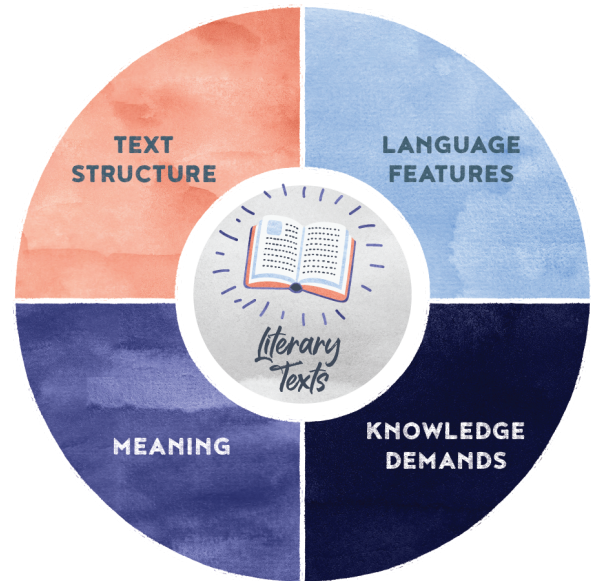 TEXT
STRUCTURE
LANGUAGE
FEATURES
Literary
Texts
MEANING
KNOWLEDGE
DEMANDS